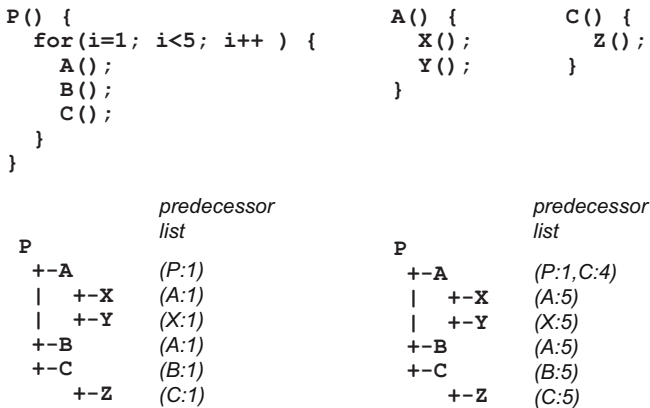 P() {
for(i=1; i<5; i++ ) {
A();
B();
C();
}
}
A() {
X();
Y();
}
C() {
Z();
}
predecessor
list
P
+-A (P:1)
| +-X (A:1)
| +-Y (X:1)
+-B (A:1)
+-C (B:1)
+-Z (C:1)
predecessor
list
P
+-A (P:1,C:4)
| +-X (A:5)
| +-Y (X:5)
+-B (A:5)
+-C (B:5)
+-Z (C:5)